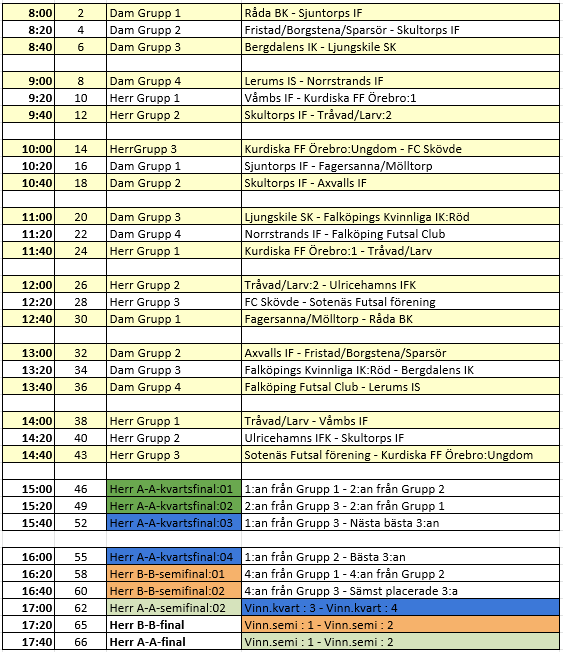 8:00 2 Dam Grupp 1 Råda BK - Sjuntorps IF
8:20 4 Dam Grupp 2 Fristad/Borgstena/Sparsör - Skultorps IF
8:40 6 Dam Grupp 3 Bergdalens IK - Ljungskile SK
9:00 8 Dam Grupp 4 Lerums IS - Norrstrands IF
9:20 10 Herr Grupp 1 Våmbs IF - Kurdiska FF Örebro:1
9:40 12 Herr Grupp 2 Skultorps IF - Tråvad/Larv:2
10:00 14 HerrGrupp 3 Kurdiska FF Örebro:Ungdom - FC Skövde
10:20 16 Dam Grupp 1 Sjuntorps IF - Fagersanna/Mölltorp
10:40 18 Dam Grupp 2 Skultorps IF - Axvalls IF
11:00 20 Dam Grupp 3 Ljungskile SK - Falköpings Kvinnliga IK:Röd
11:20 22 Dam Grupp 4 Norrstrands IF - Falköping Futsal Club
11:40 24 Herr Grupp 1 Kurdiska FF Örebro:1 - Tråvad/Larv
12:00 26 Herr Grupp 2 Tråvad/Larv:2 - Ulricehamns IFK
12:20 28 Herr Grupp 3 FC Skövde - Sotenäs Futsal förening
12:40 30 Dam Grupp 1 Fagersanna/Mölltorp - Råda BK
13:00 32 Dam Grupp 2 Axvalls IF - Fristad/Borgstena/Sparsör
13:20 34 Dam Grupp 3 Falköpings Kvinnliga IK:Röd - Bergdalens IK
13:40 36 Dam Grupp 4 Falköping Futsal Club - Lerums IS
14:00 38 Herr Grupp 1 Tråvad/Larv - Våmbs IF
14:20 40 Herr Grupp 2 Ulricehamns IFK - Skultorps IF
14:40 43 Herr Grupp 3 Sotenäs Futsal förening - Kurdiska FF Örebro:Ungdom
15:00 46 Herr A-A-kvartsfinal:01 1:an från Grupp 1 - 2:an från Grupp 2
15:20 49 Herr A-A-kvartsfinal:02 2:an från Grupp 3 - 2:an från Grupp 1
15:40 52 Herr A-A-kvartsfinal:03 1:an från Grupp 3 - Nästa bästa 3:an
16:00 55 Herr A-A-kvartsfinal:04 1:an från Grupp 2 - Bästa 3:an
16:20 58 Herr B-B-semifinal:01 4:an från Grupp 1 - 4:an från Grupp 2
16:40 60 Herr B-B-semifinal:02 4:an från Grupp 3 - Sämst placerade 3:a
17:00 62 Herr A-A-semifinal:02 Vinn.kvart : 3 - Vinn.kvart : 4
17:20 65 Herr B-B-final Vinn.semi : 1 - Vinn.semi : 2
17:40 66 Herr A-A-final Vinn.semi : 1 - Vinn.semi : 2